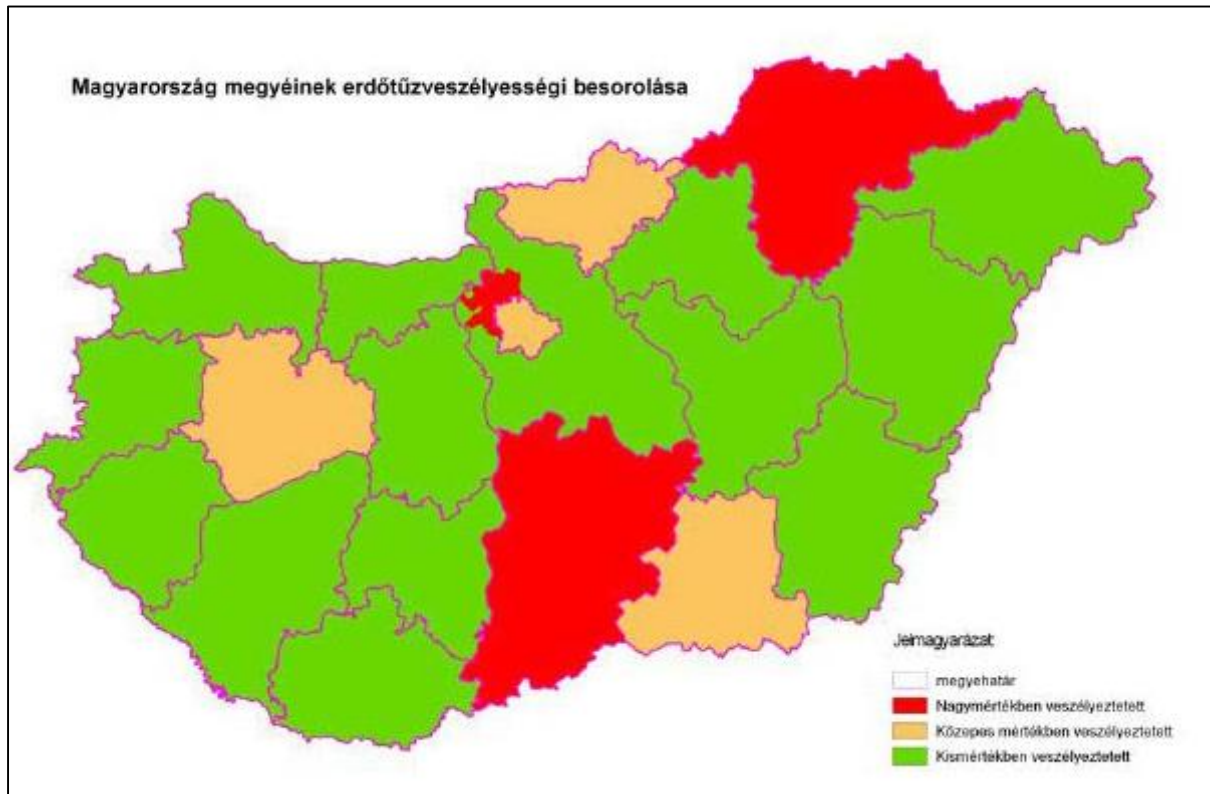 Magyarország megyéinek erdőtűzveszélyességi besorolása
Jelmagyarázat
megyehatár
Nagymértékben veszélyeztetett
Közepes mértékben veszélyeztetett
Kismértékben veszélyeztetett